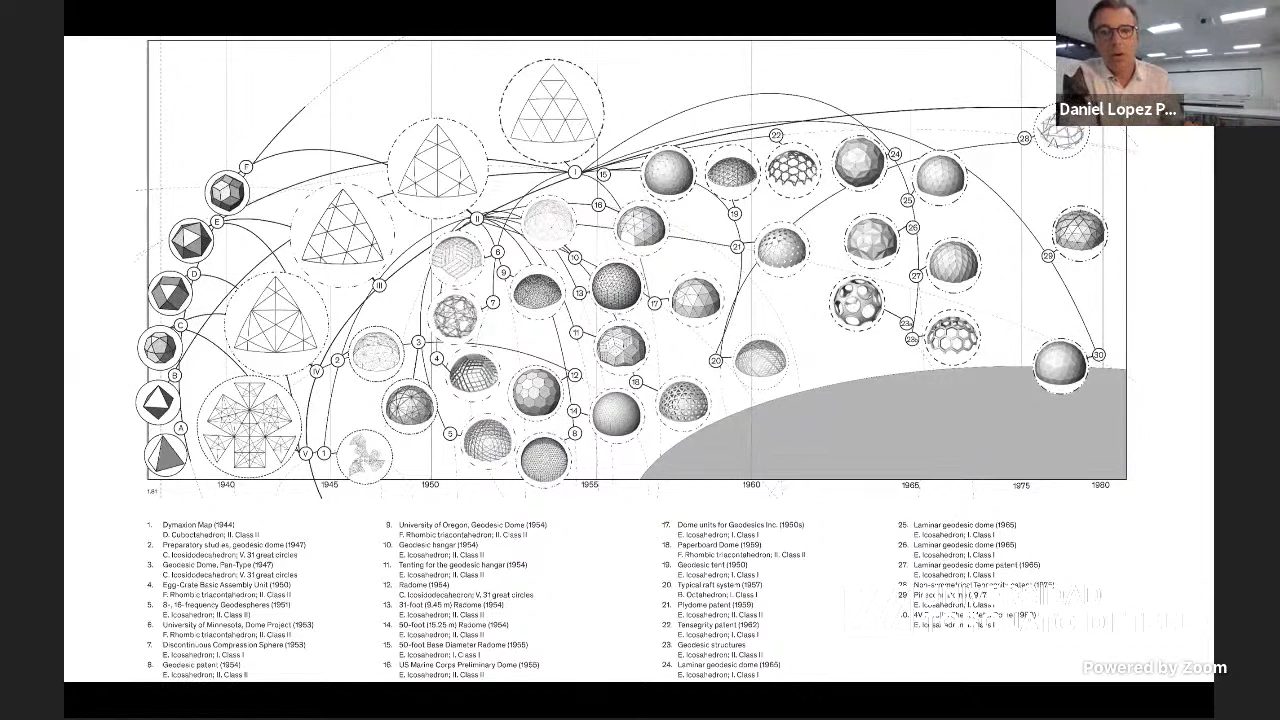 Daniel Lopez P...
F
E
D
C
B
A
I
II
III
IV
V
1
2
3
4
5
6
7
9
10
13
11
12
14
8
15
16
17
18
19
20
21
22
24
25
26
27
23a
23b
28
29
30
1.81
1940
1945
1950
1955
1960
1965
1975
1980
1. Dymaxion Map (1944)
D. Cuboctahedron; II. Class II
2. Preparatory studies, geodesic dome (1947)
C. Icosidodecahedron; V. 31 great circles
3. Geodesic Dome, Pan-Type (1947)
C. Icosidodecahedron; V. 31 great circles
4. Egg-Crate Basic Assembly Unit (1950)
F. Rhombic triacontahedron; II. Class II
5. 8-, 16-frequency Geodespheres (1951)
E. Icosahedron; II. Class II)
6. University of Minnesota, Dome Project (1953)
F. Rhombic triacontahedron; II. Class II
7. Discontinuous Compression Sphere (1953)
E. Icosahedron; I. Class I
8. Geodesic patent (1954)
E. Icosahedron; II. Class II
9. University of Oregon, Geodesic Dome (1954)
F. Rhombic triacontahedron; II. Class II
10. Geodesic hangar (1954)
E. Icosahedron; II. Class II
11. Tenting for the geodesic hangar (1954)
E. Icosahedron; II. Class II
12. Radome (1954)
C. Icosidodecahedron; V. 31 great circles
13. 31-foot (9.45 m) Radome (1954)
E. Icosahedron; II. Class II
14. 50-foot (15.25 m) Radome (1954)
E. Icosahedron; II. Class II
15. 50-foot Base Diameter Radome (1955)
E. Icosahedron; I. Class I
16. US Marine Corps Preliminary Dome (1955)
E. Icosahedron; II. Class II
17. Dome units for Geodesics Inc. (1950s)
E. Icosahedron; I. Class I
18. Paperboard Dome (1959)
F. Rhombic triacontahedron; II. Class II
19. Geodesic tent (1950)
E. Icosahedron; I. Class I
20. Typical raft system (1957)
B. Octahedron; I. Class I
21. Plydome patent (1959)
E. Icosahedron; II. Class II
22. Tensegrity patent (1962)
E. Icosahedron; I. Class I
23. Geodesic structures
E. Icosahedron; I. Class I
24. Laminar geodesic dome (1965)
E. Icosahedron; I. Class I
25. Laminar geodesic dome (1965)
E. Icosahedron; I. Class I
26. Laminar geodesic dome (1965)
E. Icosahedron; I. Class I
27. Laminar geodesic dome patent (1965)
E. Icosahedron; I. Class I
28. Non-symmetrical Tensegrity patent (1975)
29
E. Icosahedron; I. Class I
Powered by Zoom